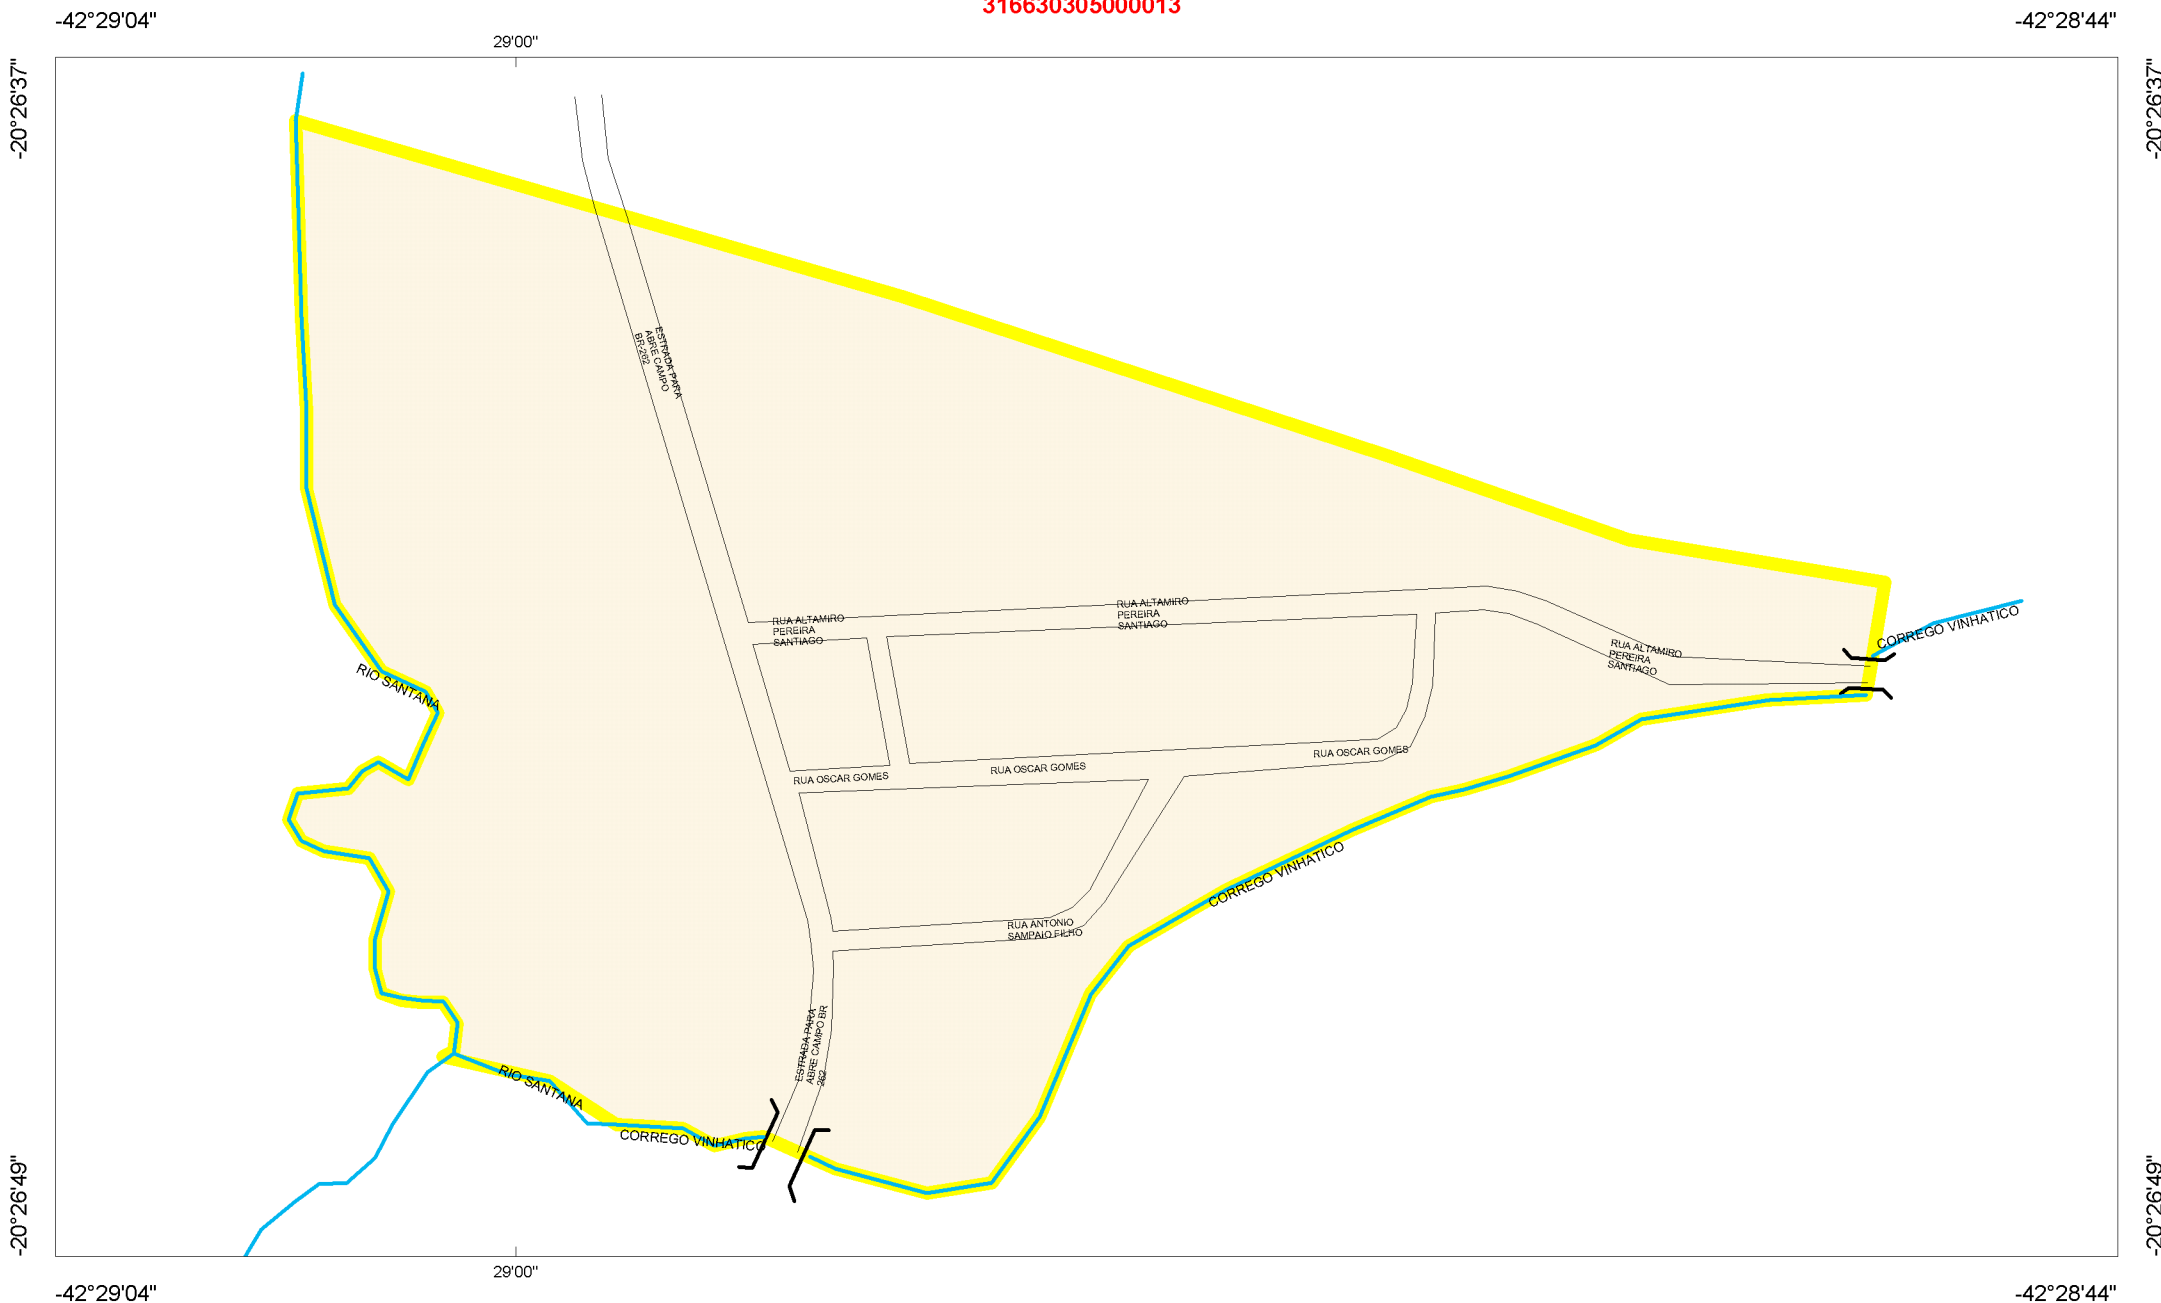 316630305000013
-42°29'04"
-42°28'44"
29'00"
-20°26'37"
-20°26'37"
ESTRADA PARA
ABRE CAMPO
BR-262
RUA ALTAMIRO
PEREIRA
SANTIAGO
RUA ALTAMIRO
PEREIRA
SANTIAGO
RUA ALTAMIRO
PEREIRA
SANTIAGO
CORREGO VINHATICO
RIO SANTANA
RUA OSCAR GOMES
RUA OSCAR GOMES
RUA OSCAR GOMES
CORREGO VINHATICO
RUA ANTONIO
SAMPAIO FILHO
ESTRADA PARA
ABRE CAMPO BR
262
RIO SANTANA
CORREGO VINHATICO
-20°26'49"
-20°26'49"
29'00"
-42°29'04"
-42°28'44"